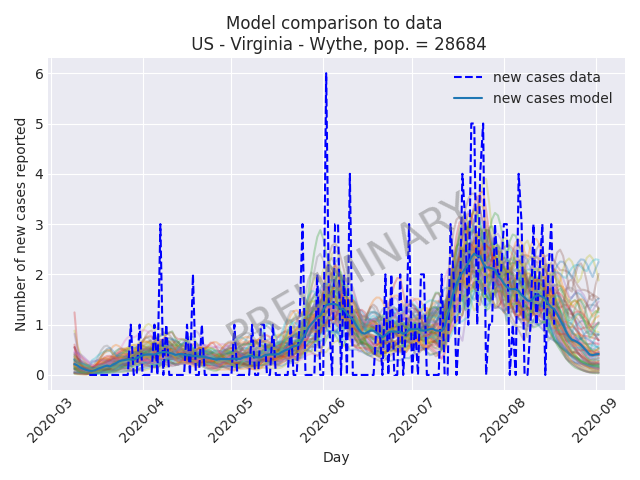 Model comparison to data
US - Virginia - Wythe, pop. = 28684
new cases data
new cases model
PRELIMINARY
Number of new cases reported
6
5
4
3
2
1
0
2020-03
2020-04
2020-05
2020-06
2020-07
2020-08
2020-09
Day